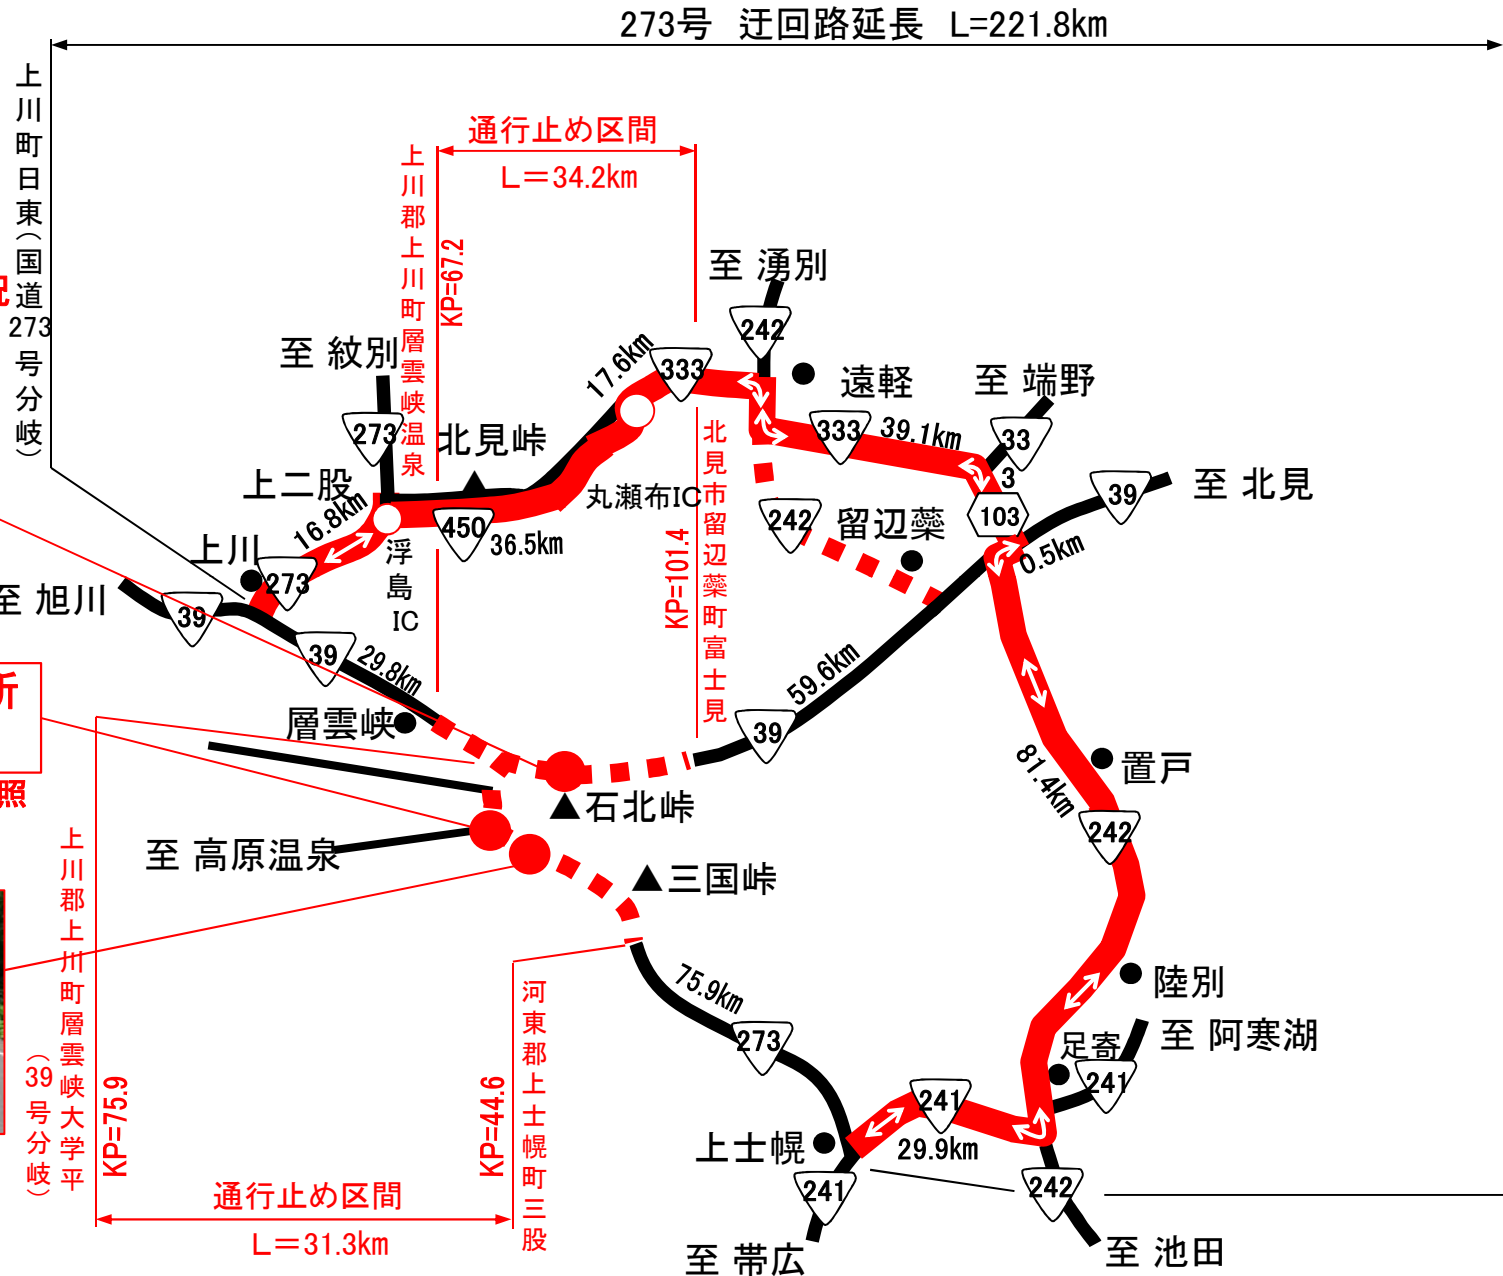 273号　迂回路延長　L=221.8km
上川町日東（国道273号分岐）
通行止め区間
L＝34.2km
上川郡上川町層雲峡温泉
KP=67.2
至 湧別
242
況
至 紋別
17.6km
333
遠軽
至 端野
273
北見峠
333
39.1km
33
3
39
至 北見
上二股
16.8km
丸瀬布IC
北見市留辺蘂町富士見
KP=101.4
242
留辺蘂
103
450
36.5km
上川
273
浮島IC
0.5km
至 旭川
39
39
29.8km
59.6km
所
層雲峡
39
置戸
81.4km
照
石北峠
242
至 高原温泉
三国峠
上川郡上川町層雲峡大学平
（39号分岐）
KP=75.9
75.9km
陸別
河東郡上士幌町三股
KP=44.6
273
足寄
至 阿寒湖
241
241
上士幌
29.9km
241
242
通行止め区間
L＝31.3km
至 帯広
至 池田